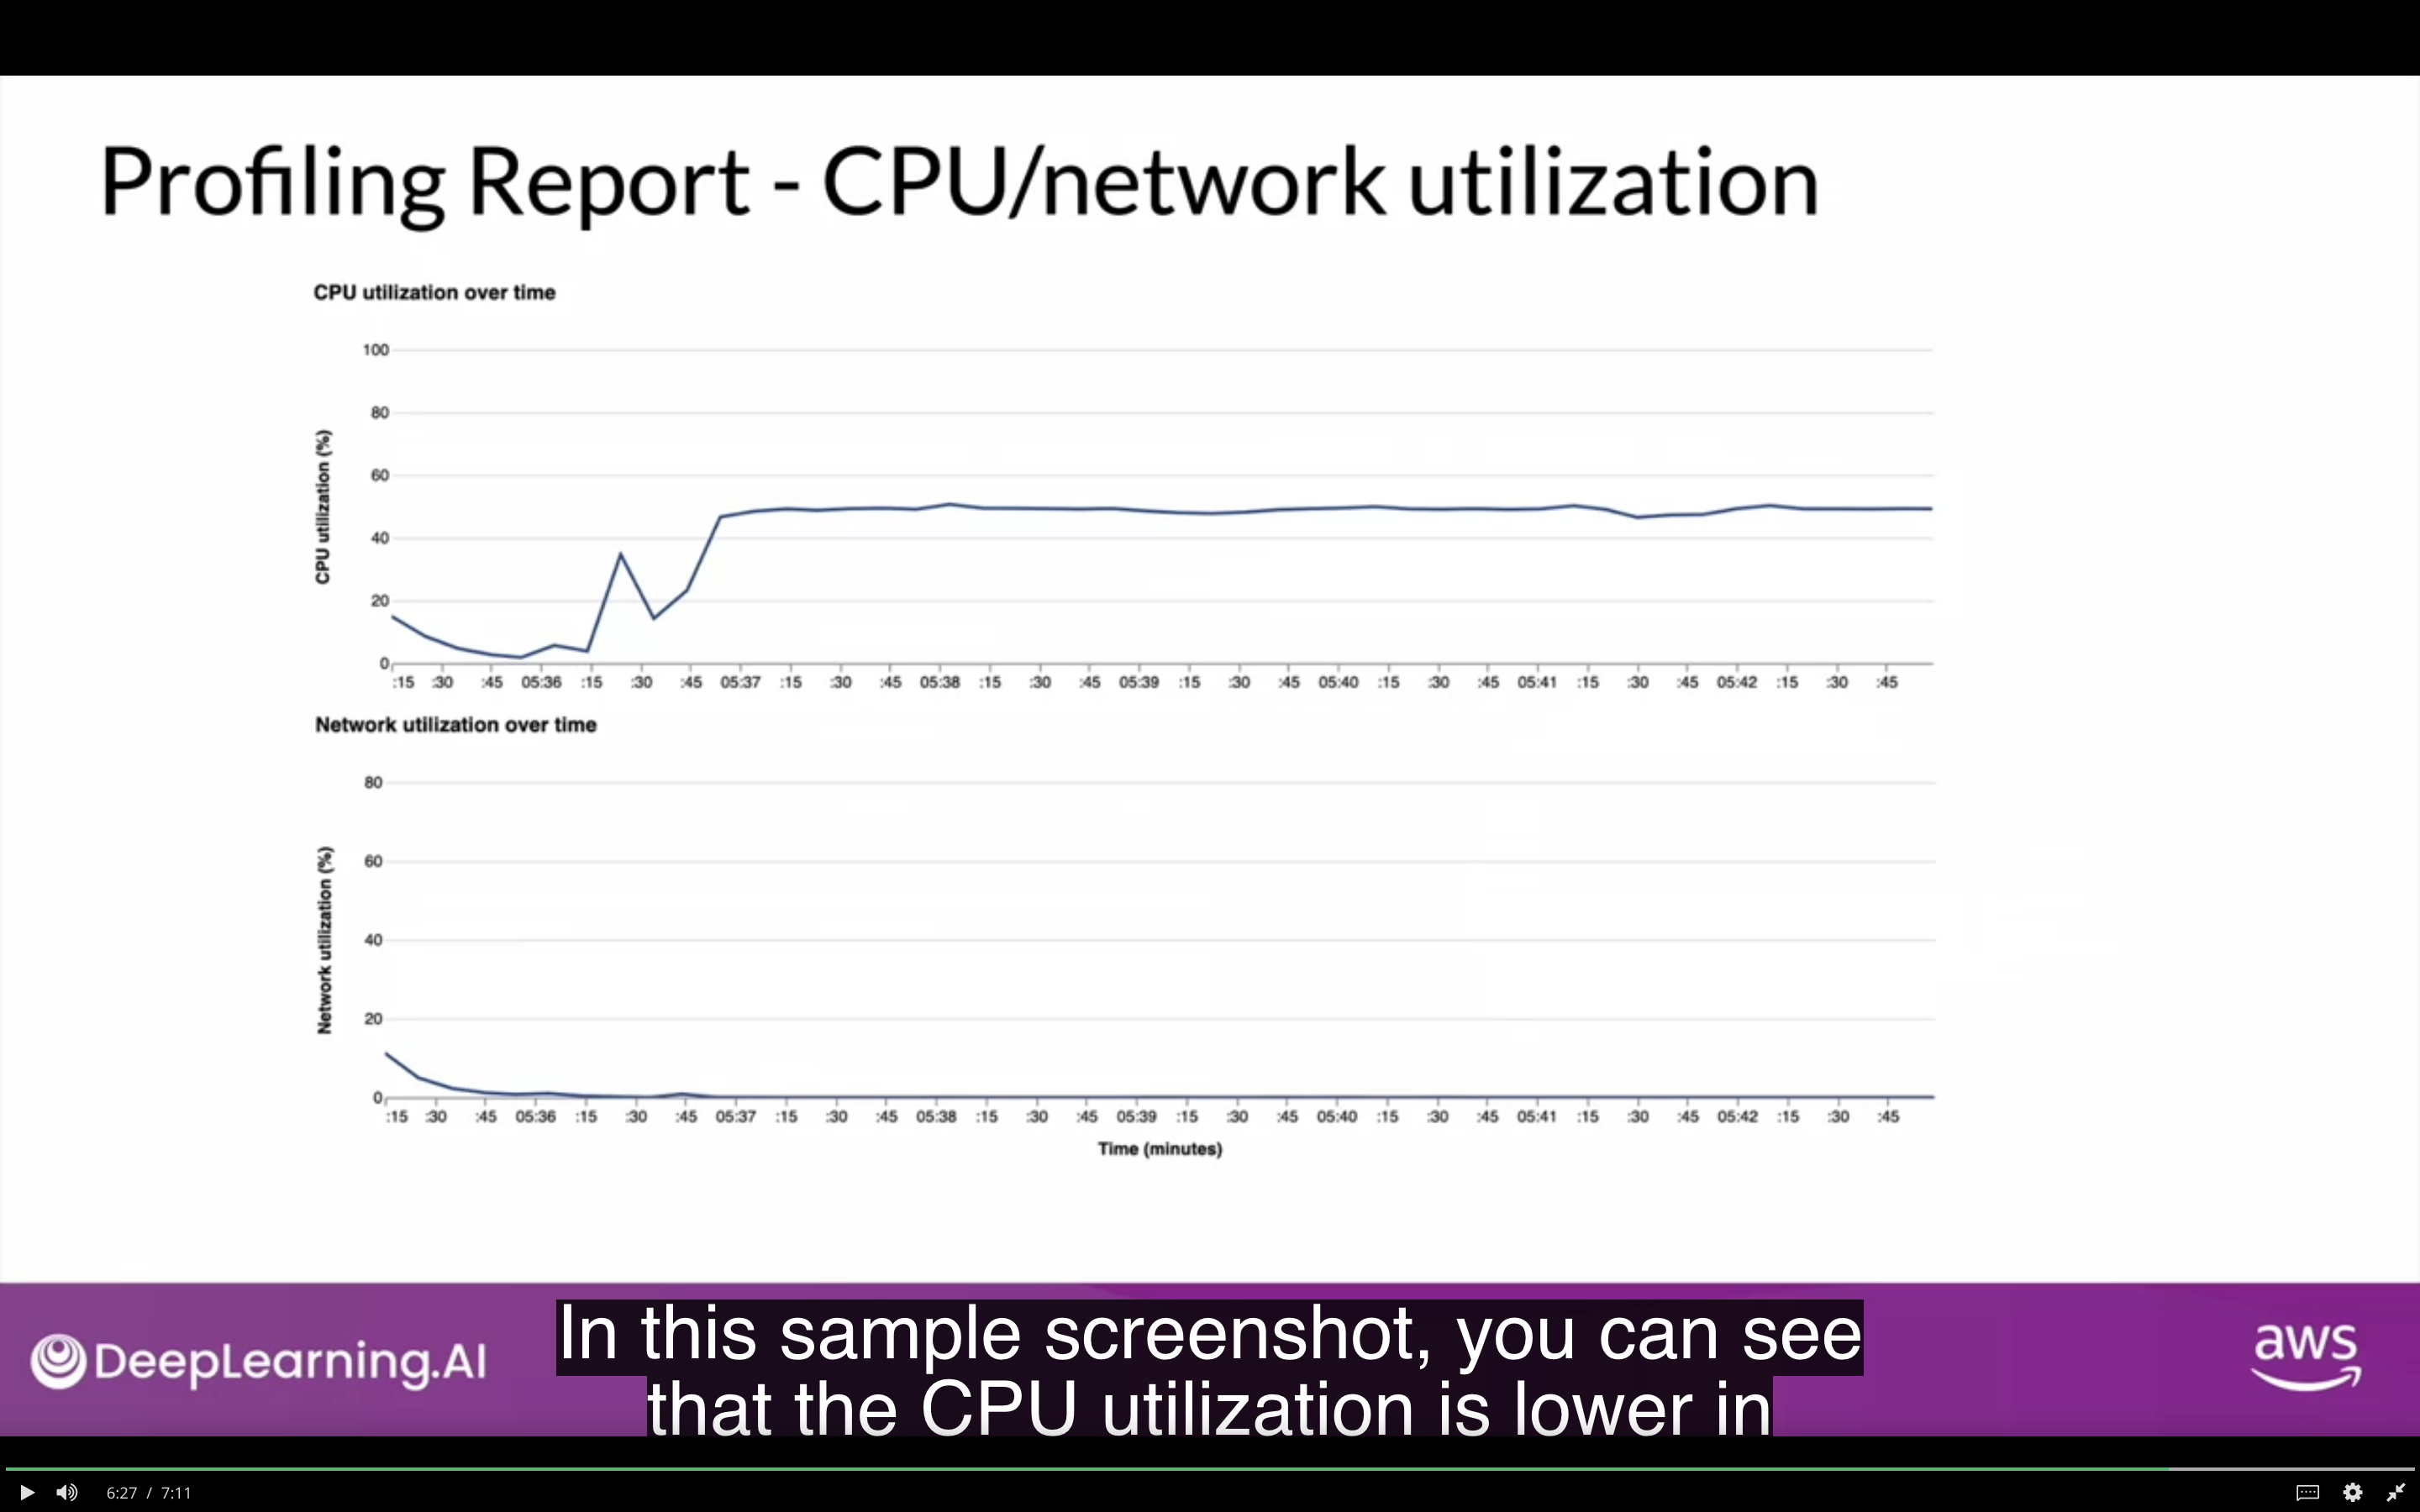 Profiling Report - CPU/network utilization
CPU utilization over time
100
80
60
40
20
0
CPU utilization (%)
:15 :30 :45 05:36 :15 :30 :45 05:37 :15 :30 :45 05:38 :15 :30 :45 05:39 :15 :30 :45 05:40 :15 :30 :45 05:41 :15 :30 :45 05:42 :15 :30 :45
Network utilization over time
80
60
40
20
0
Network utilization (%)
:15 :30 :45 05:36 :15 :30 :45 05:37 :15 :30 :45 05:38 :15 :30 :45 05:39 :15 :30 :45 05:40 :15 :30 :45 05:41 :15 :30 :45 05:42 :15 :30 :45
Time (minutes)
DeepLearning.AI
In this sample screenshot, you can see
that the CPU utilization is lower in
aws
6:27 / 7:11